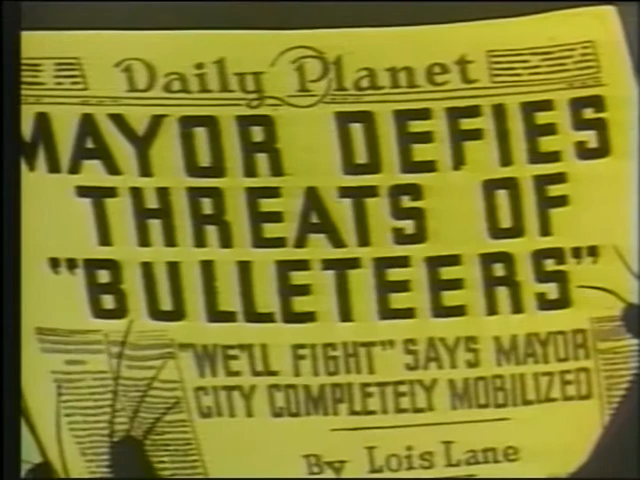 Daily Planet
MAYOR DEFIES
THREATS OF
"BULLETEERS"
"WE'LL FIGHT" SAYS MAYOR
CITY COMPLETELY MOBILIZED
By Lois Lane